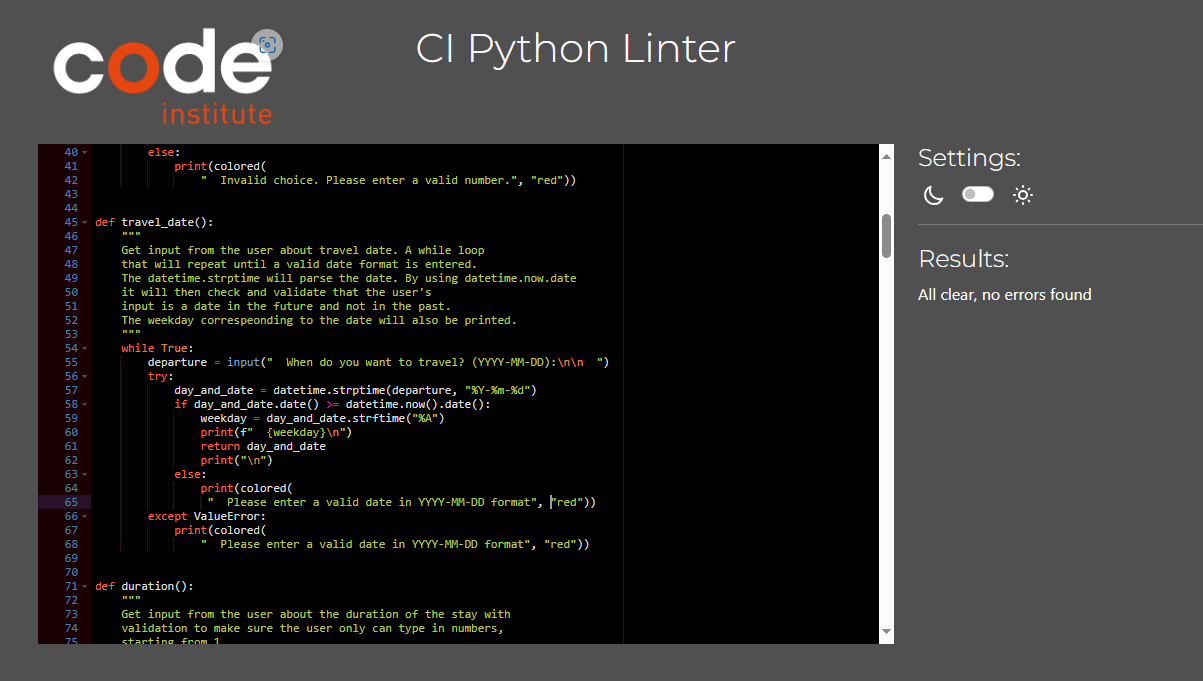 code
institute
CI Python Linter
40 else:
41 print(colored(
42 "  Invalid choice. Please enter a valid number.", "red"))
43
44
45 def travel_date():
46 """
47 Get input from the user about travel date. A while loop
48 that will repeat until a valid date format is entered.
49 The datetime.strptime will parse the date. By using datetime.now.date
50 it will then check and validate that the user's
51 input is a date in the future and not in the past.
52 The weekday correspeonding to the date will also be printed.
53 """
54 while True:
55 departure = input("  When do you want to travel? (YYYY-MM-DD):\n\n  ")
56 try:
57 day_and_date = datetime.strptime(departure, "%Y-%m-%d")
58 if day_and_date.date() >= datetime.now().date():
59 weekday = day_and_date.strftime("%A")
60 print(f"  {weekday}\n")
61 return day_and_date
62 print("\n")
63 else:
64 print(colored(
65 "  Please enter a valid date in YYYY-MM-DD format", "red"))
66 except ValueError:
67 print(colored(
68 "  Please enter a valid date in YYYY-MM-DD format", "red"))
69
70
71 def duration():
72 """
73 Get input from the user about the duration of the stay with
74 validation to make sure the user only can type in numbers,
75 starting from 1
Settings:
Results:
All clear, no errors found